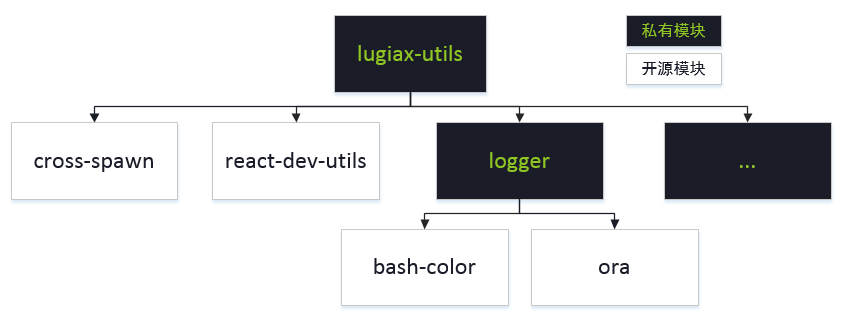 lugiax-utils
私有模块
开源模块
cross-spawn
react-dev-utils
logger
...
bash-color
ora